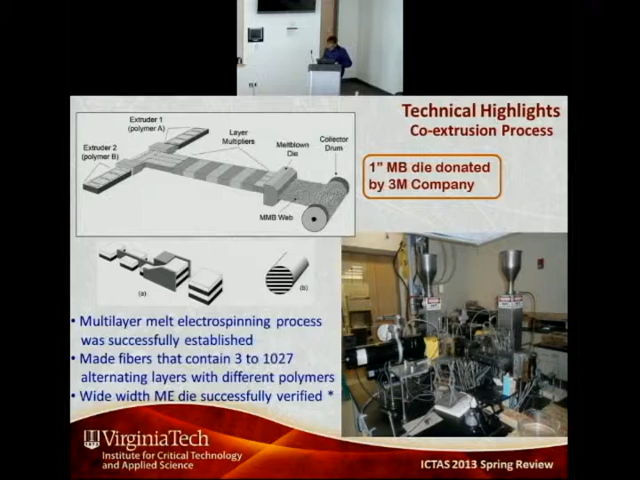 Technical Highlights
Co-extrusion Process
Extruder 1
(polymer A)
Extruder 2
(polymer B)
Layer
Multipliers
Meltblown
Die
Collector
Drum
MMB Web
1" MB die donated
by 3M Company
(a)
(b)
• Multilayer melt electrospinning process
was successfully established
• Made fibers that contain 3 to 1027
alternating layers with different polymers
• Wide width ME die successfully verified *
VirginiaTech
Institute for Critical Technology
and Applied Science
ICTAS 2013 Spring Review